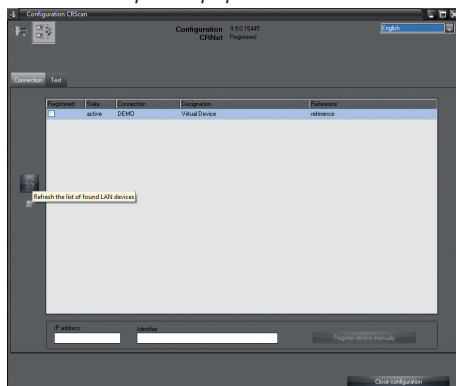 Configuration CRScan
Configuration 3.9.0.15445
CRNet Registered
English
Connection Test
Registered State Connection Designation Reference
active DEMO Virtual Device reference
Refresh the list of found LAN devices
IP-address Identifier
Register device manually
Close configuration